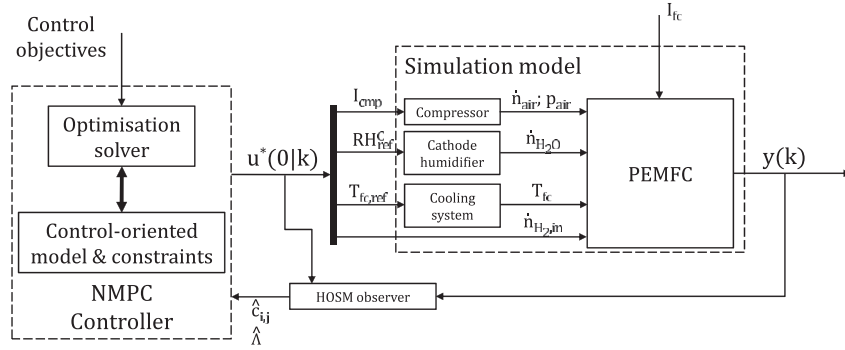 Control
objectives
Optimisation
solver
Control-oriented
model & constraints
NMPC
Controller
u*(0|k)
I_cmp
RH^C_ref
T_fc,ref
Simulation model
Compressor
Cathode
humidifier
Cooling
system
ṅ_air; p_air
ṅ_H₂O
T_fc
ṅ_H₂,in
I_fc
PEMFC
y(k)
HOSM observer
ĉ_i,j
Λ̂